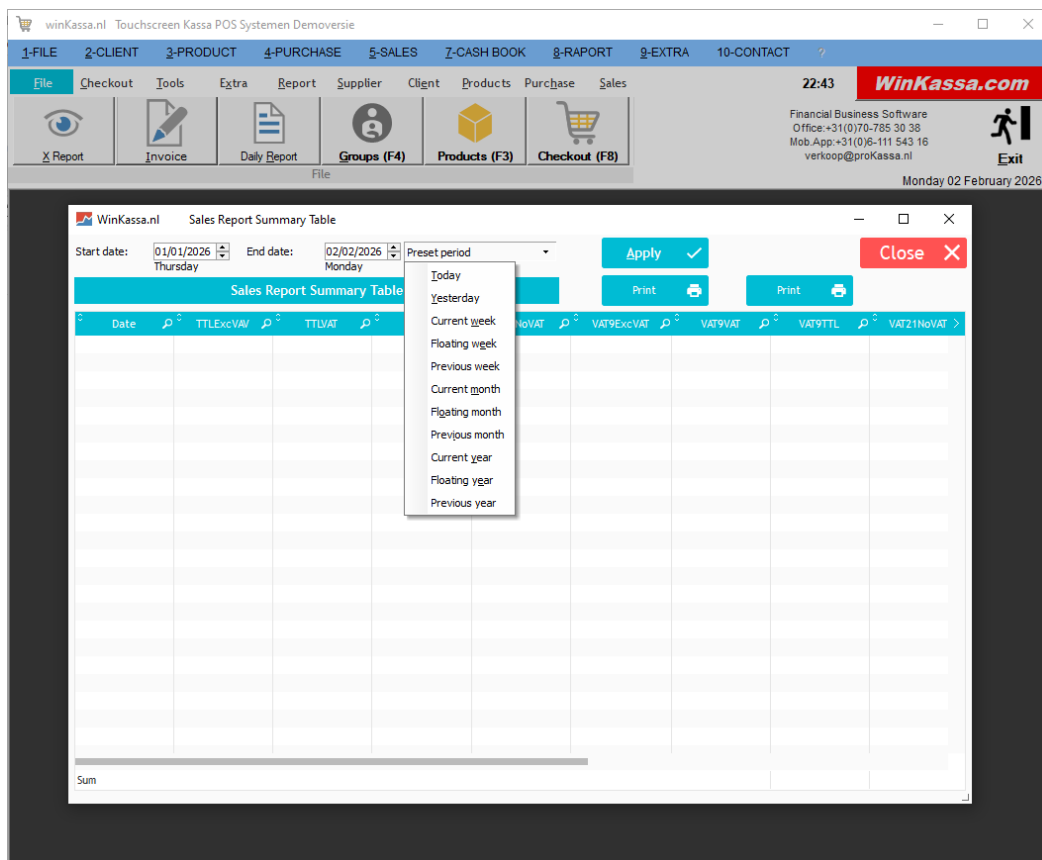 winKassa.nl Touchscreen Kassa POS Systemen Demoversie
1-FILE 2-CLIENT 3-PRODUCT 4-PURCHASE 5-SALES 7-CASH BOOK 8-RAPORT 9-EXTRA 10-CONTACT ?
File Checkout Tools Extra Report Supplier Client Products Purchase Sales 22:43 WinKassa.com
Financial Business Software
Office:+31(0)70-785 30 38
Mob.App:+31(0)6-111 543 16
verkoop@proKassa.nl
X Report Invoice Daily Report Groups (F4) Products (F3) Checkout (F8) Exit
File
Monday 02 February 2026
WinKassa.nl Sales Report Summary Table
Start date: 01/01/2026 End date: 02/02/2026 Preset period Apply Close
Thursday Monday
Sales Report Summary Table Print Print
Date TTLExcVAV TTLVAT NoVAT VAT9ExcVAT VAT9VAT VAT9TTL VAT21NoVAT
Today
Yesterday
Current week
Floating week
Previous week
Current month
Floating month
Previous month
Current year
Floating year
Previous year
Sum